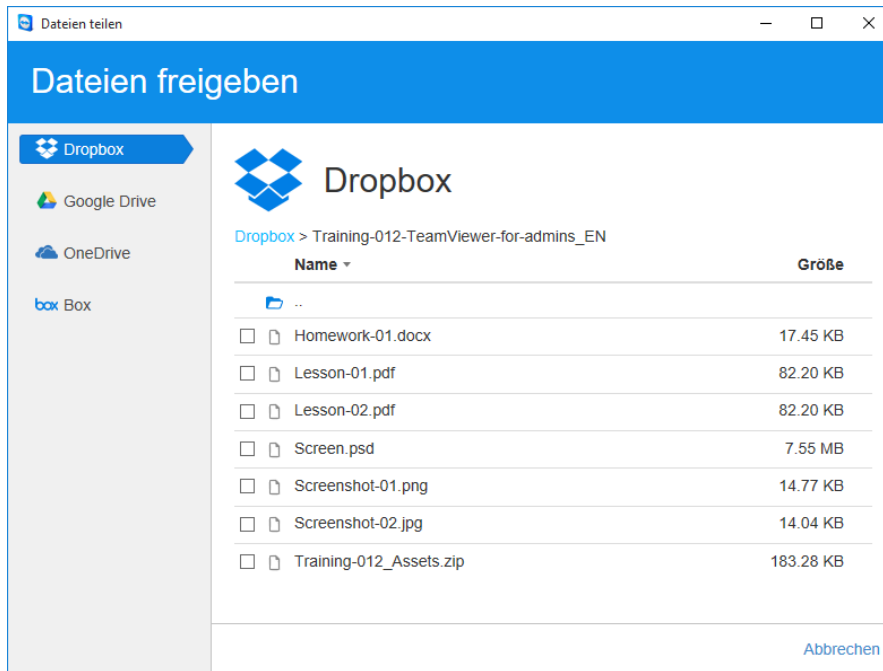 Dateien teilen
Dateien freigeben
Dropbox
Google Drive
OneDrive
box Box
Dropbox
Dropbox > Training-012-TeamViewer-for-admins_EN
Name Größe
..
Homework-01.docx 17.45 KB
Lesson-01.pdf 82.20 KB
Lesson-02.pdf 82.20 KB
Screen.psd 7.55 MB
Screenshot-01.png 14.77 KB
Screenshot-02.jpg 14.04 KB
Training-012_Assets.zip 183.28 KB
Abbrechen